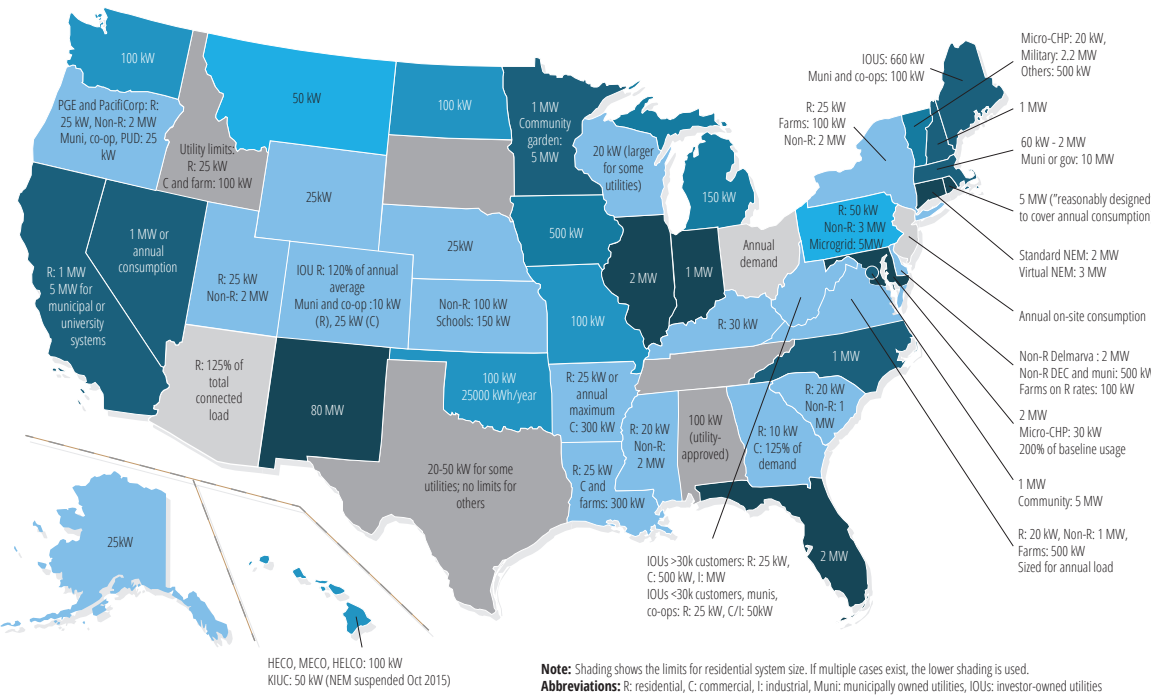 100 kW
PGE and PacifiCorp: R:
25 kW, Non-R: 2 MW
Muni, co-op, PUD: 25
kW
Utility limits:
R: 25 kW
C and farm: 100 kW
50 kW
100 kW
1 MW
Community
garden:
5 MW
20 kW (larger
for some
utilities)
150 kW
25kW
500 kW
25kW
R: 1 MW
5 MW for
municipal or
university
systems
1 MW or
annual
consumption
R: 25 kW
Non-R: 2 MW
IOU R: 120% of annual
average
Muni and co-op :10 kW
(R), 25 kW (C)
Non-R: 100 kW
Schools: 150 kW
100 kW
2 MW
1 MW
Annual
demand
R: 50 kW
Non-R: 3 MW
Microgrid: 5MW
R: 30 kW
R: 125% of
total
connected
load
80 MW
100 kW
25000 kWh/year
R: 25 kW or
annual
maximum
C: 300 kW
1 MW
R: 20 kW
Non-R: 1
MW
R: 10 kW
C: 125% of
demand
100 kW
(utility-
approved)
R: 20 kW
Non-R:
2 MW
R: 25 kW
C and
farms: 300 kW
20-50 kW for some
utilities; no limits for
others
2 MW
25kW
HECO, MECO, HELCO: 100 kW
KIUC: 50 kW (NEM suspended Oct 2015)
IOUS: 660 kW
Muni and co-ops: 100 kW
R: 25 kW
Farms: 100 kW
Non-R: 2 MW
Micro-CHP: 20 kW,
Military: 2.2 MW
Others: 500 kW
1 MW
60 kW - 2 MW
Muni or gov: 10 MW
5 MW ("reasonably designed
to cover annual consumption
Standard NEM: 2 MW
Virtual NEM: 3 MW
Annual on-site consumption
Non-R Delmarva : 2 MW
Non-R DEC and muni: 500 kW
Farms on R rates: 100 kW
2 MW
Micro-CHP: 30 kW
200% of baseline usage
1 MW
Community: 5 MW
R: 20 kW, Non-R: 1 MW,
Farms: 500 kW
Sized for annual load
IOUs >30k customers: R: 25 kW,
C: 500 kW, I: MW
IOUs <30k customers, munis,
co-ops: R: 25 kW, C/I: 50kW
Note: Shading shows the limits for residential system size. If multiple cases exist, the lower shading is used.
Abbreviations: R: residential, C: commercial, I: industrial, Muni: municipally owned utilities, IOUs: investor-owned utilities